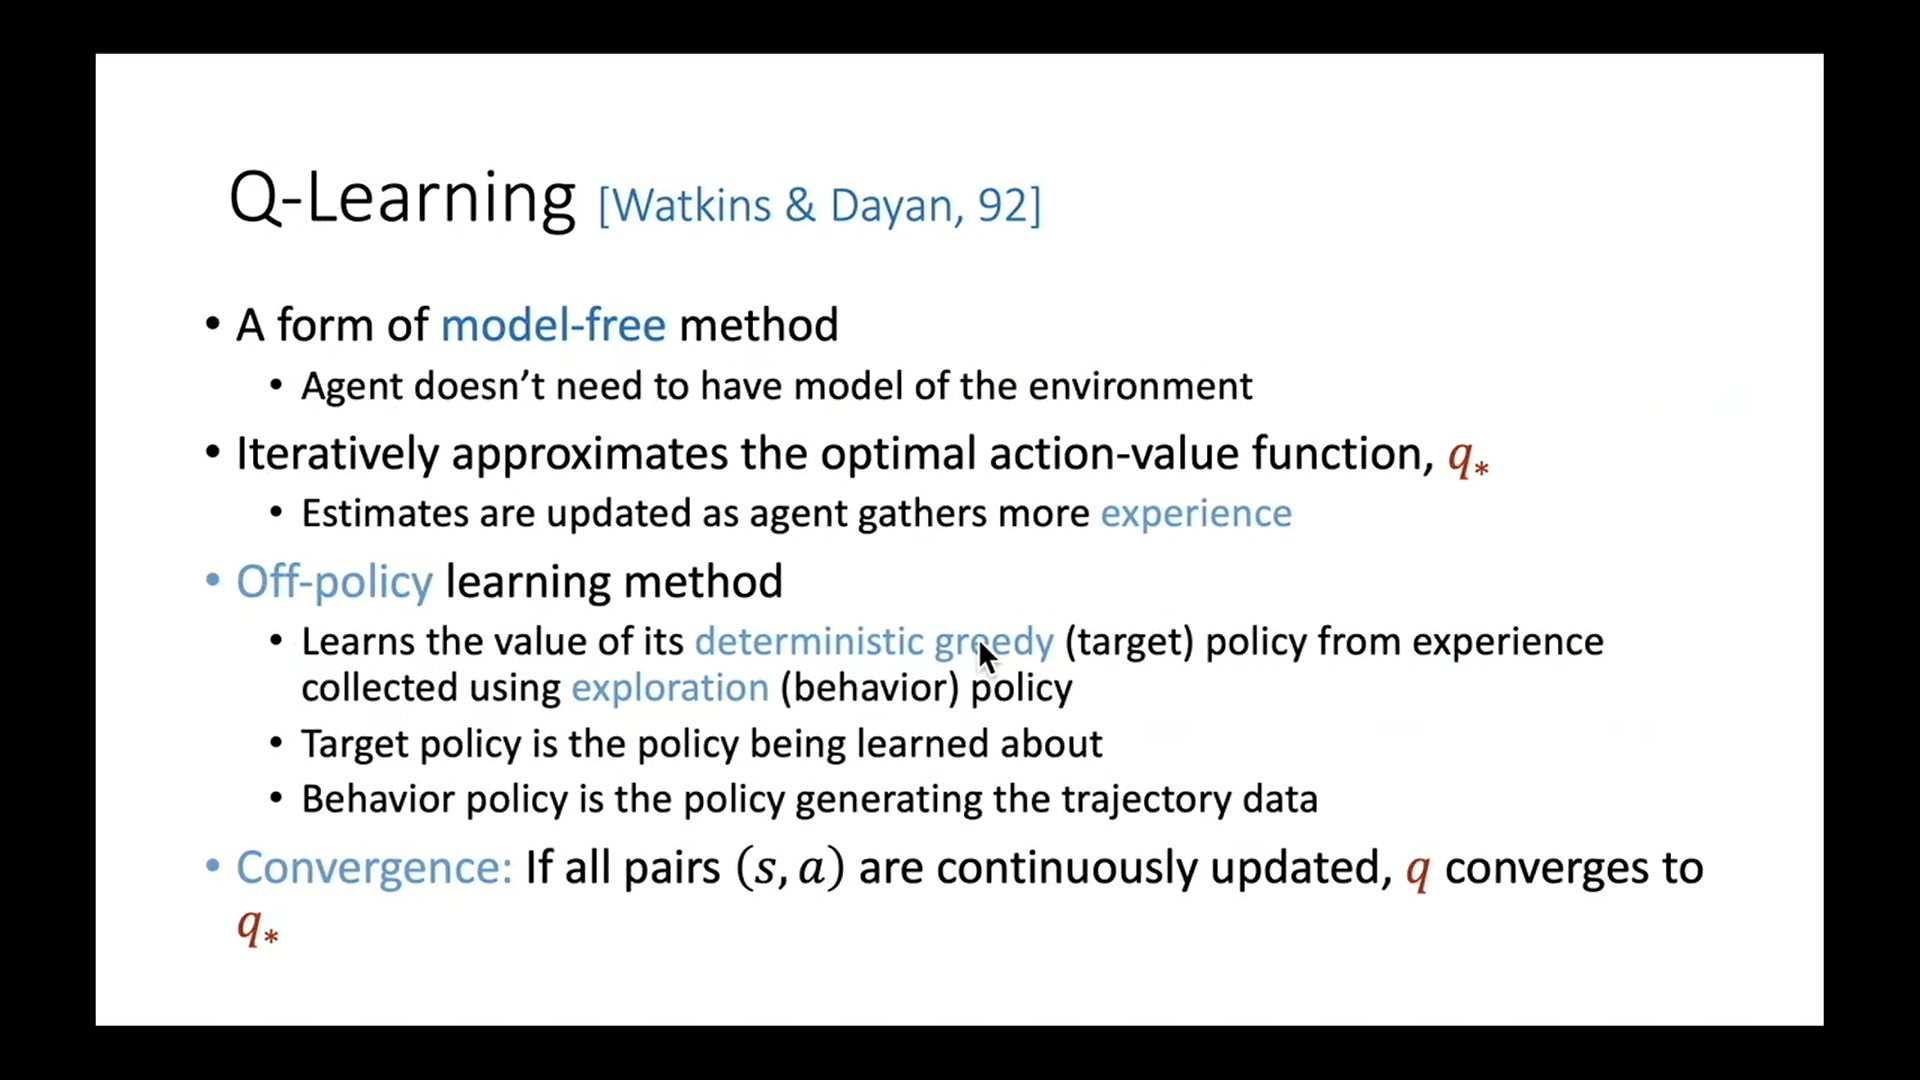 Q-Learning [Watkins & Dayan, 92]
• A form of model-free method
• Agent doesn’t need to have model of the environment
• Iteratively approximates the optimal action-value function, q*
• Estimates are updated as agent gathers more experience
• Off-policy learning method
• Learns the value of its deterministic greedy (target) policy from experience
collected using exploration (behavior) policy
• Target policy is the policy being learned about
• Behavior policy is the policy generating the trajectory data
• Convergence: If all pairs (s, a) are continuously updated, q converges to
q*